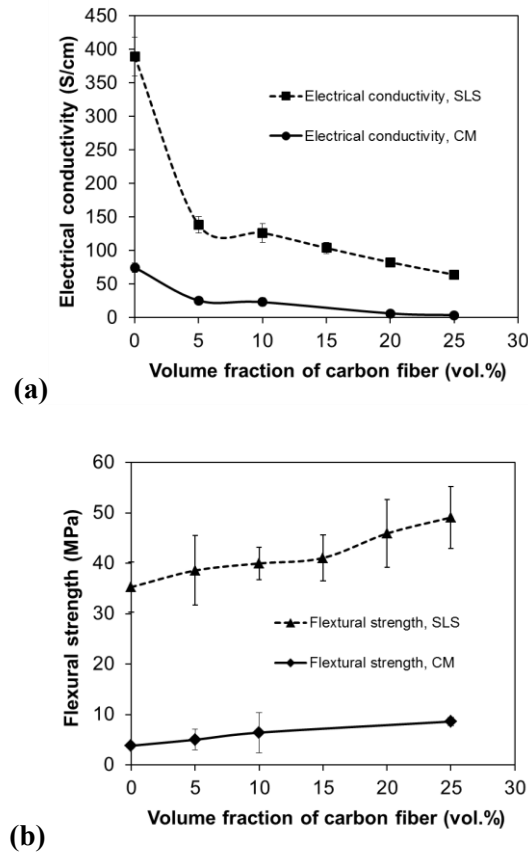 450
400
350
300
250
200
150
100
50
0
Electrical conductivity (S/cm)
Electrical conductivity, SLS
Electrical conductivity, CM
0 5 10 15 20 25 30
Volume fraction of carbon fiber (vol.%)
(a)
60
50
40
30
20
10
0
Flexural strength (MPa)
Flextural strength, SLS
Flextural strength, CM
0 5 10 15 20 25 30
Volume fraction of carbon fiber (vol.%)
(b)